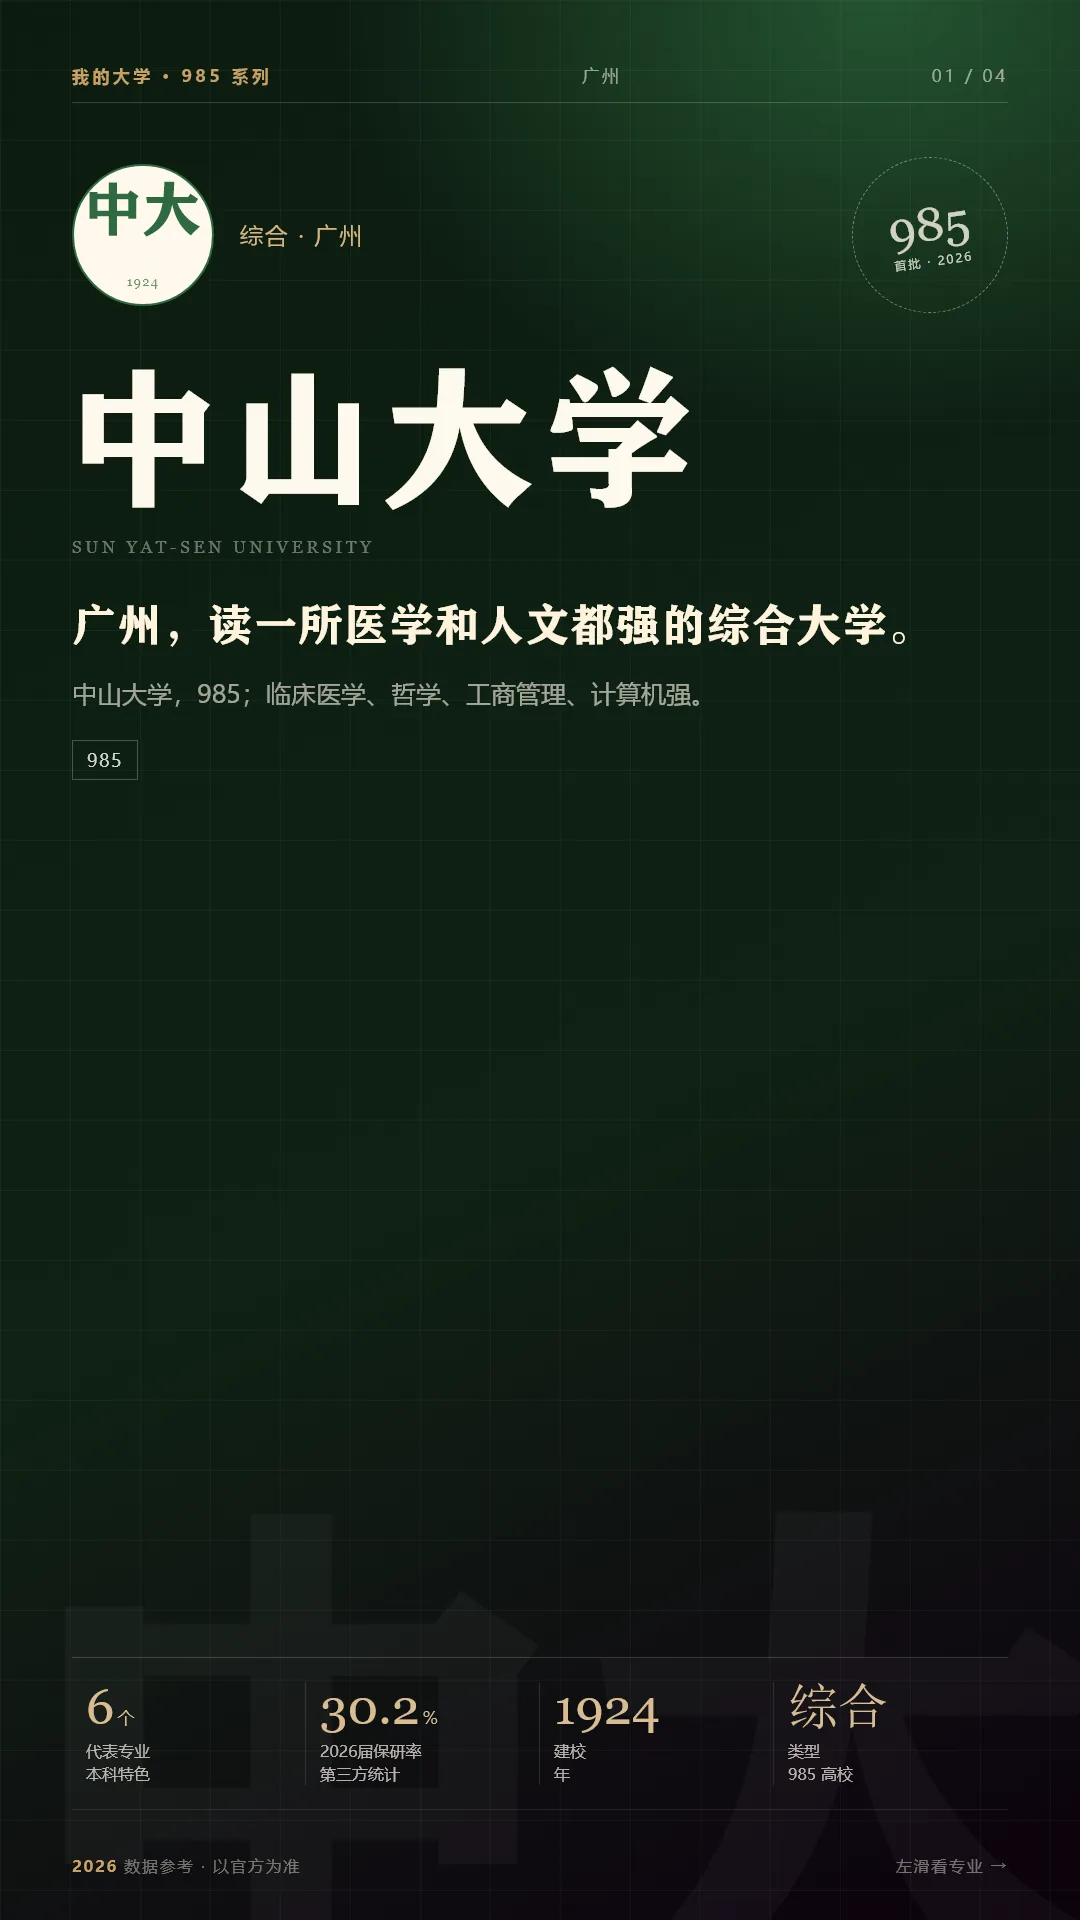 我的大学 · 985 系列
广州
01 / 04
中大
1924
综合 · 广州
985
首批 · 2026
中山大学
SUN YAT-SEN UNIVERSITY
广州，读一所医学和人文都强的综合大学。
中山大学，985；临床医学、哲学、工商管理、计算机强。
985
中大
6个
代表专业
本科特色
30.2%
2026届保研率
第三方统计
1924
建校
年
综合
类型
985 高校
2026 数据参考 · 以官方为准
左滑看专业 →